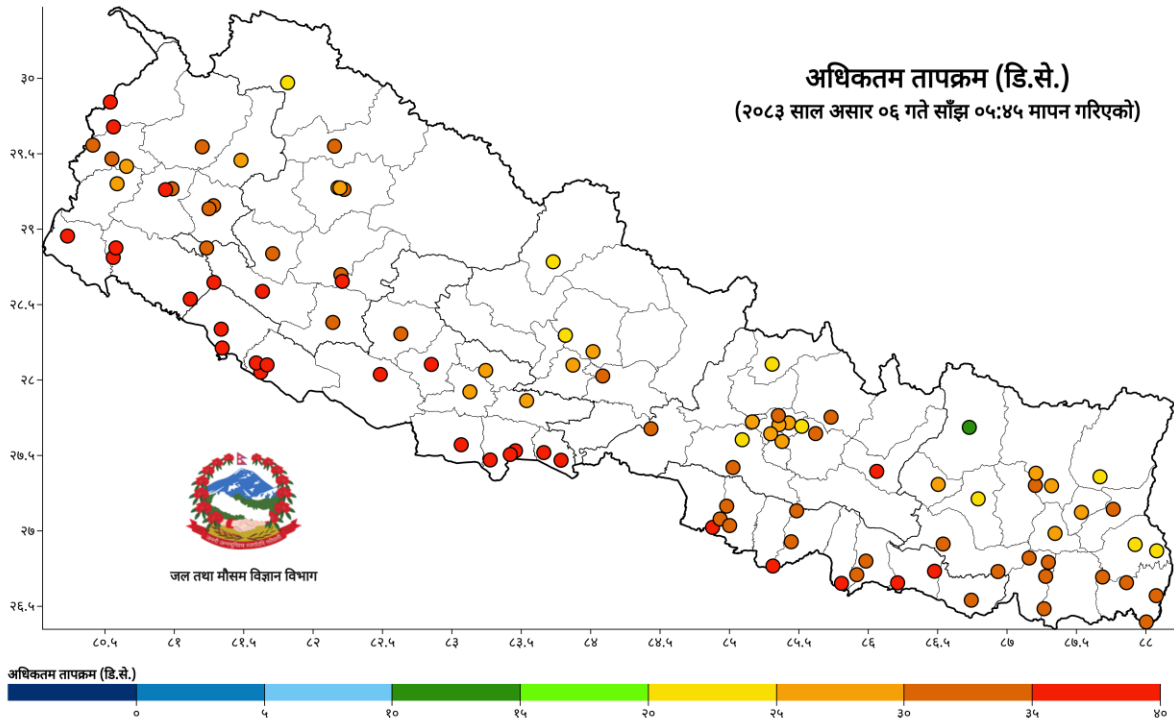 अधिकतम तापक्रम (डि.से.)
(२०८३ साल असार ०६ गते साँझ ०५:४५ मापन गरिएको)
३०
२९.५
२९
२८.५
२८
२७.५
२७
२६.५
जल तथा मौसम विज्ञान विभाग
८०.५ ८१ ८१.५ ८२ ८२.५ ८३ ८३.५ ८४ ८४.५ ८५ ८५.५ ८६ ८६.५ ८७ ८७.५ ८८
अधिकतम तापक्रम (डि.से.)
० ५ १० १५ २० २५ ३० ३५ ४०